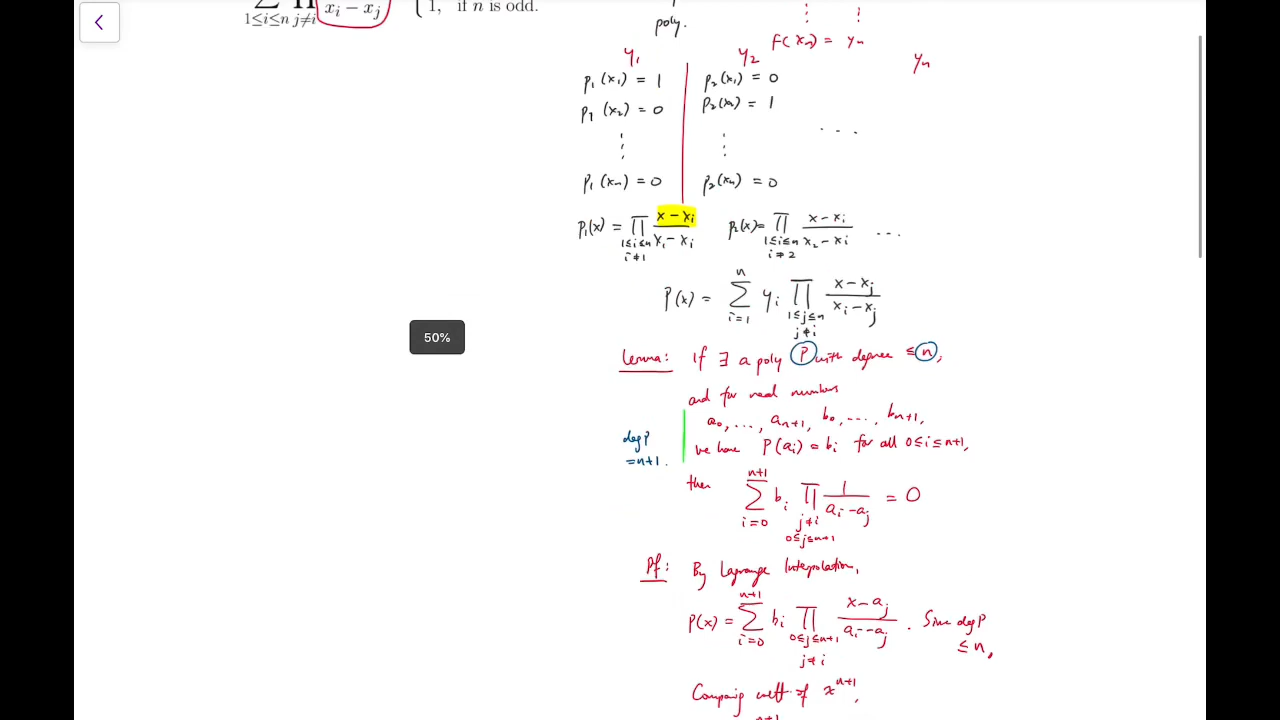 ∑ ∏ x_i − x_j { 1, if n is odd.
1≤i≤n j≠i
poly.
F(x_n) = y_n
y_1 y_2 y_n
p_1(x_1) = 1 p_2(x_1) = 0
p_1(x_2) = 0 p_2(x_2) = 1
⋮ ⋮ ....
p_1(x_n) = 0 p_2(x_n) = 0
p_1(x) = ∏_{1≤i≤n, i≠1} (x − x_i)/(x_1 − x_i) p_2(x) = ∏_{1≤i≤n, i≠2} (x − x_i)/(x_2 − x_i) ...
P(x) = ∑_{i=1}^{n} y_i ∏_{1≤j≤n, j≠i} (x − x_j)/(x_i − x_j)
Lemma: If ∃ a poly P with degree ≤ n,
and for real numbers
a_0, ..., a_{n+1}, b_0, ..., b_{n+1},
we have P(a_i) = b_i for all 0≤i≤n+1,
deg P
= n+1.
then ∑_{i=0}^{n+1} b_i ∏_{j≠i, 0≤j≤n+1} 1/(a_i − a_j) = 0
50%
Pf: By Lagrange Interpolation,
P(x) = ∑_{i=0}^{n+1} b_i ∏_{0≤j≤n+1, j≠i} (x − a_j)/(a_i − a_j). Since deg P
≤ n,
Comparing coeff of x^{n+1},
n+1